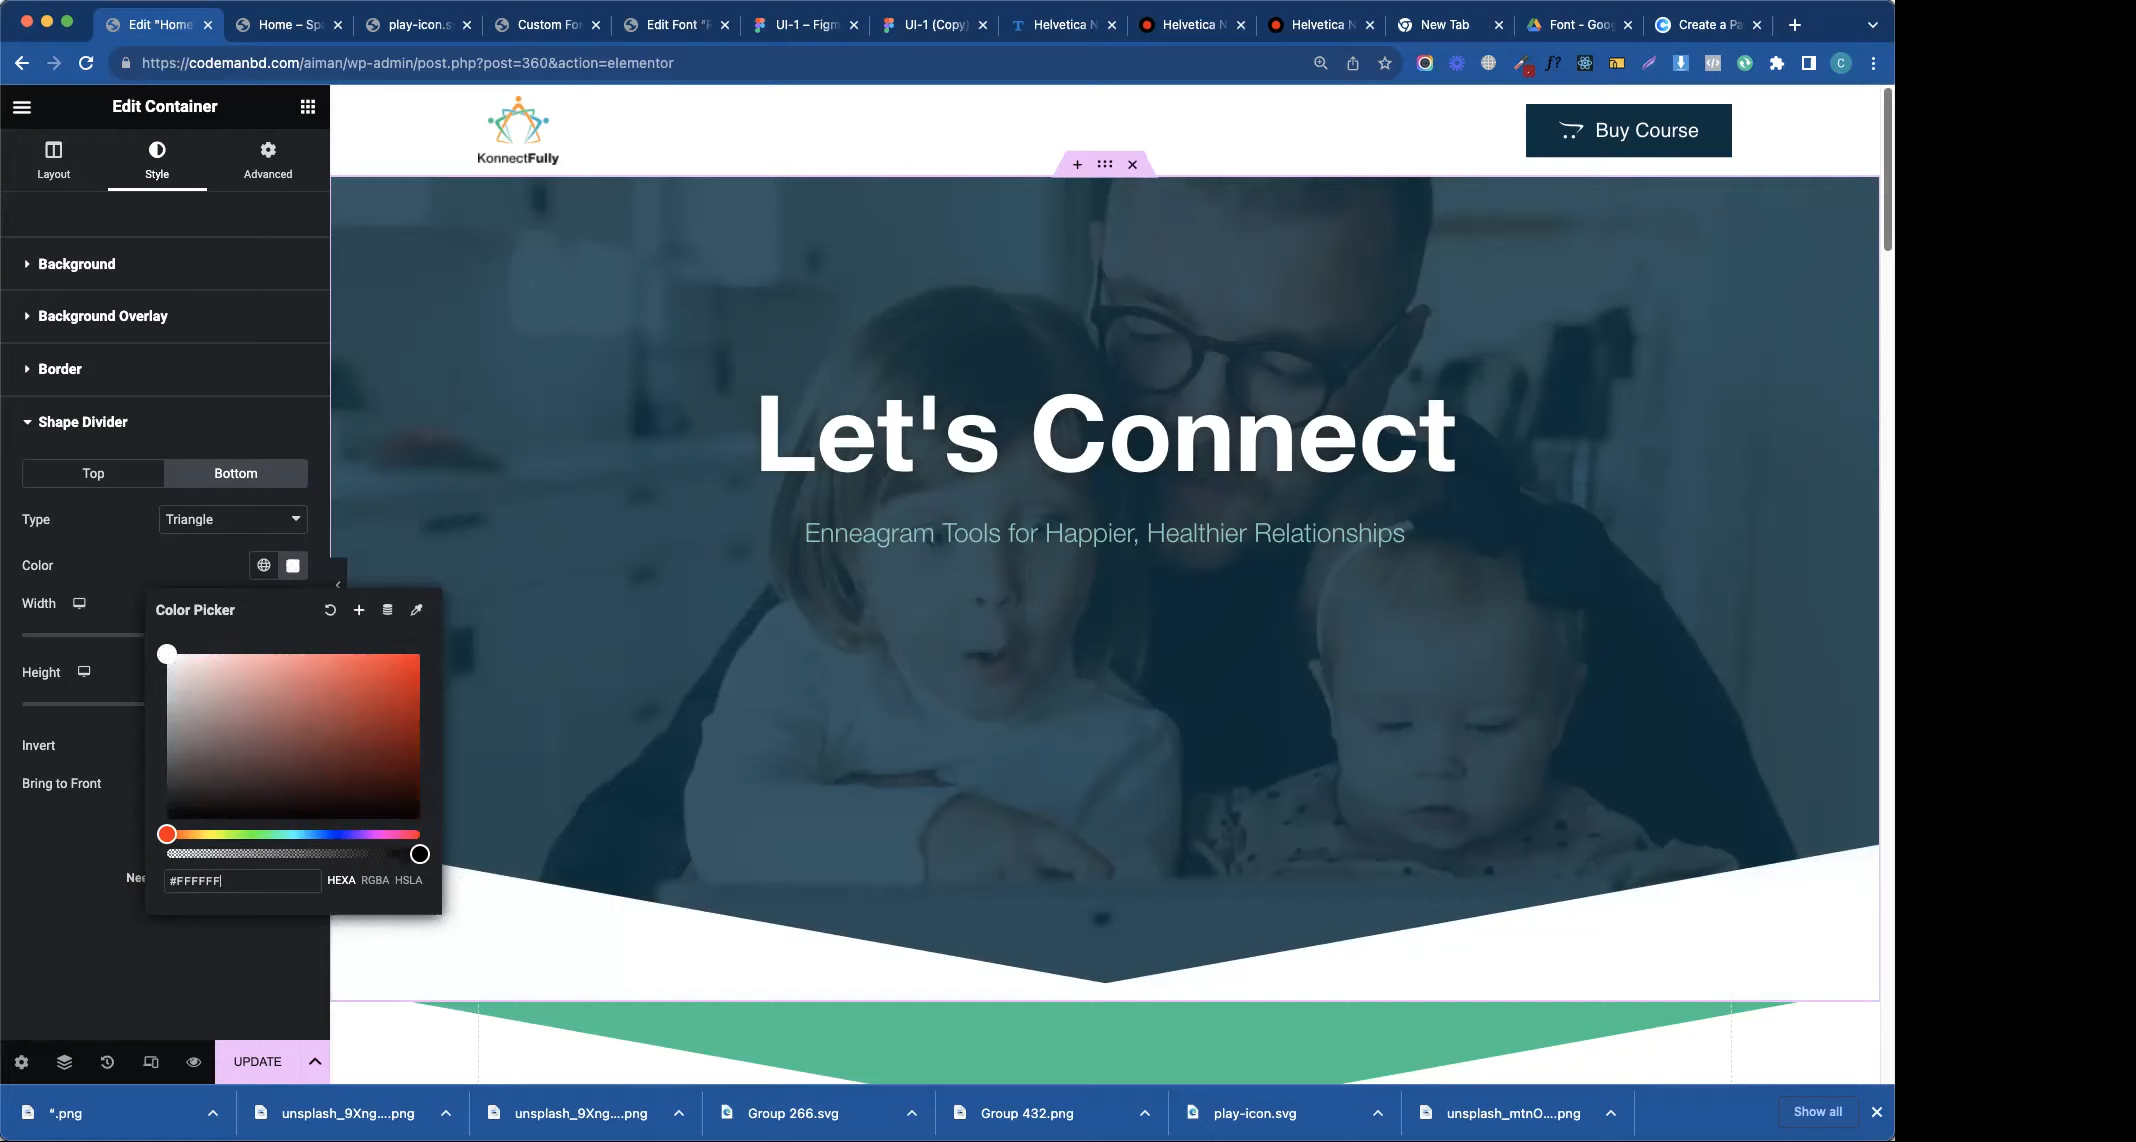 Edit "Home
Home – Spa
play-icon.s
Custom Fon
Edit Font "
UI-1 – Figm
UI-1 (Copy)
Helvetica N
Helvetica N
Helvetica N
New Tab
Font - Goog
Create a Pa
https://codemanbd.com/aiman/wp-admin/post.php?post=360&action=elementor
f?
C
Edit Container
Layout
Style
Advanced
Background
Background Overlay
Border
Shape Divider
Top
Bottom
Type
Triangle
Color
Width
Height
Invert
Bring to Front
Nee
Color Picker
#FFFFFF
HEXA RGBA HSLA
UPDATE
KonnectFully
Buy Course
Let's Connect
Enneagram Tools for Happier, Healthier Relationships
“.png
unsplash_9Xng....png
unsplash_9Xng....png
Group 266.svg
Group 432.png
play-icon.svg
unsplash_mtnO....png
Show all